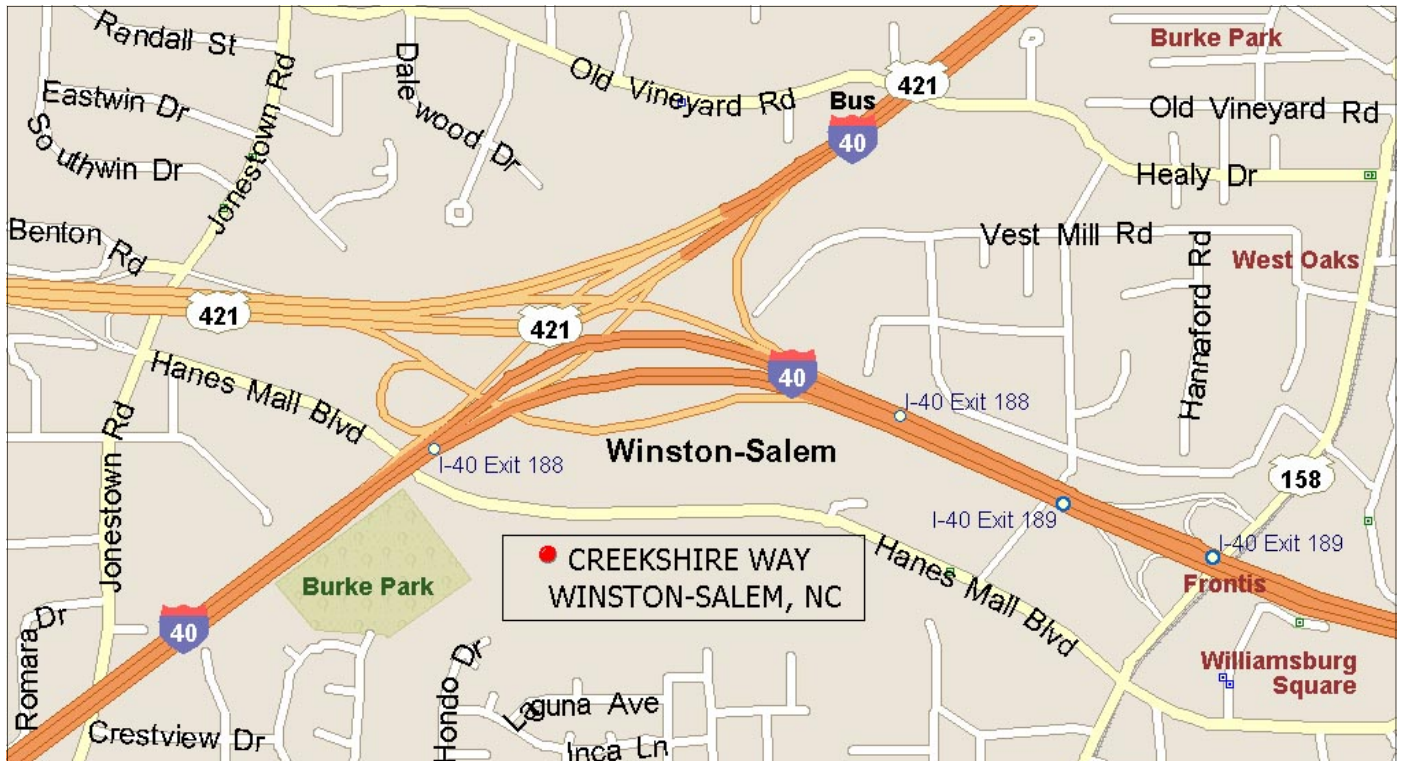 Randall St
Jonestown Rd
Dalewood Dr
Old Vineyard Rd
421
Bus
40
Burke Park
Old Vineyard Rd
Eastwin Dr
Southwin Dr
Healy Dr
Benton Rd
Vest Mill Rd
Hannaford Rd
West Oaks
421
421
40
Hanes Mall Blvd
I-40 Exit 188
Jonestown Rd
I-40 Exit 188
Winston-Salem
158
I-40 Exit 189
I-40 Exit 189
Hanes Mall Blvd
CREEKSHIRE WAY
WINSTON-SALEM, NC
Burke Park
Frontis
Romara Dr
40
Williamsburg
Square
Hondo Dr
Laguna Ave
Crestview Dr
Inca Ln